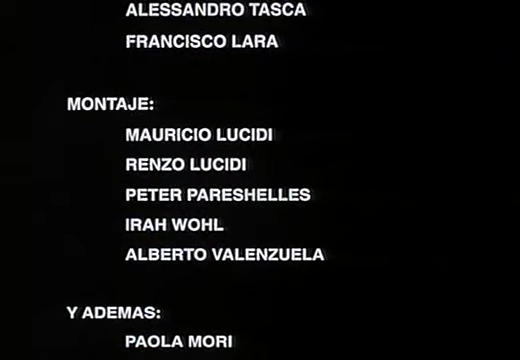 ALESSANDRO TASCA
FRANCISCO LARA
MONTAJE:
MAURICIO LUCIDI
RENZO LUCIDI
PETER PARESHELLES
IRAH WOHL
ALBERTO VALENZUELA
Y ADEMAS:
PAOLA MORI